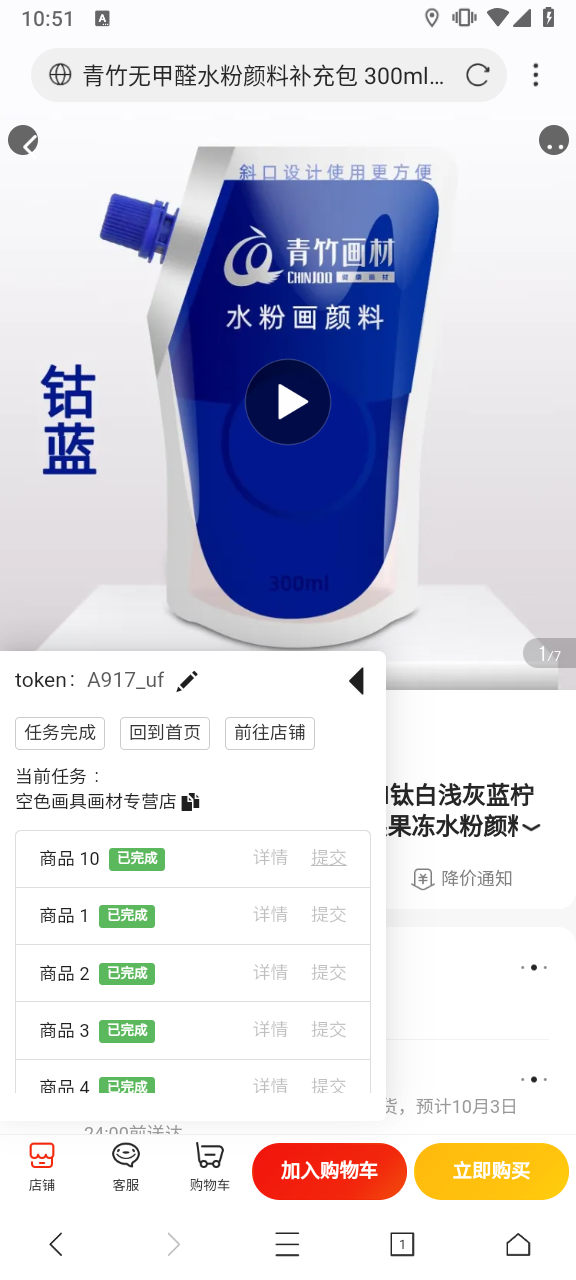 10:51
A
青竹无甲醛水粉颜料补充包 300ml...
斜口设计使用更方便
青竹画材
CHINJOO 健康画材
水粉画颜料
钴蓝
300ml
1/7
token： A917_uf
任务完成 回到首页 前往店铺
当前任务：
空色画具画材专营店
钛白浅灰蓝柠
果冻水粉颜料
商品 10 已完成 详情 提交
降价通知
商品 1 已完成 详情 提交
商品 2 已完成 详情 提交
商品 3 已完成 详情 提交
商品 4 已完成 详情 提交
货，预计10月3日
24:00前送达
店铺 客服 购物车 加入购物车 立即购买
1